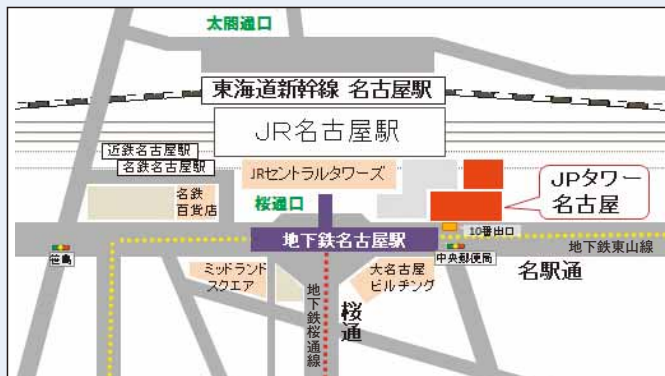 太閤通口
東海道新幹線 名古屋駅
JR名古屋駅
近鉄名古屋駅
名鉄名古屋駅
JRセントラルタワーズ
JPタワー
名古屋
名鉄
百貨店
桜通口
10番出口
地下鉄名古屋駅
地下鉄東山線
笹島
中央郵便局
名駅通
ミッドランド
スクエア
大名古屋
ビルヂング
地下鉄桜通線
桜通